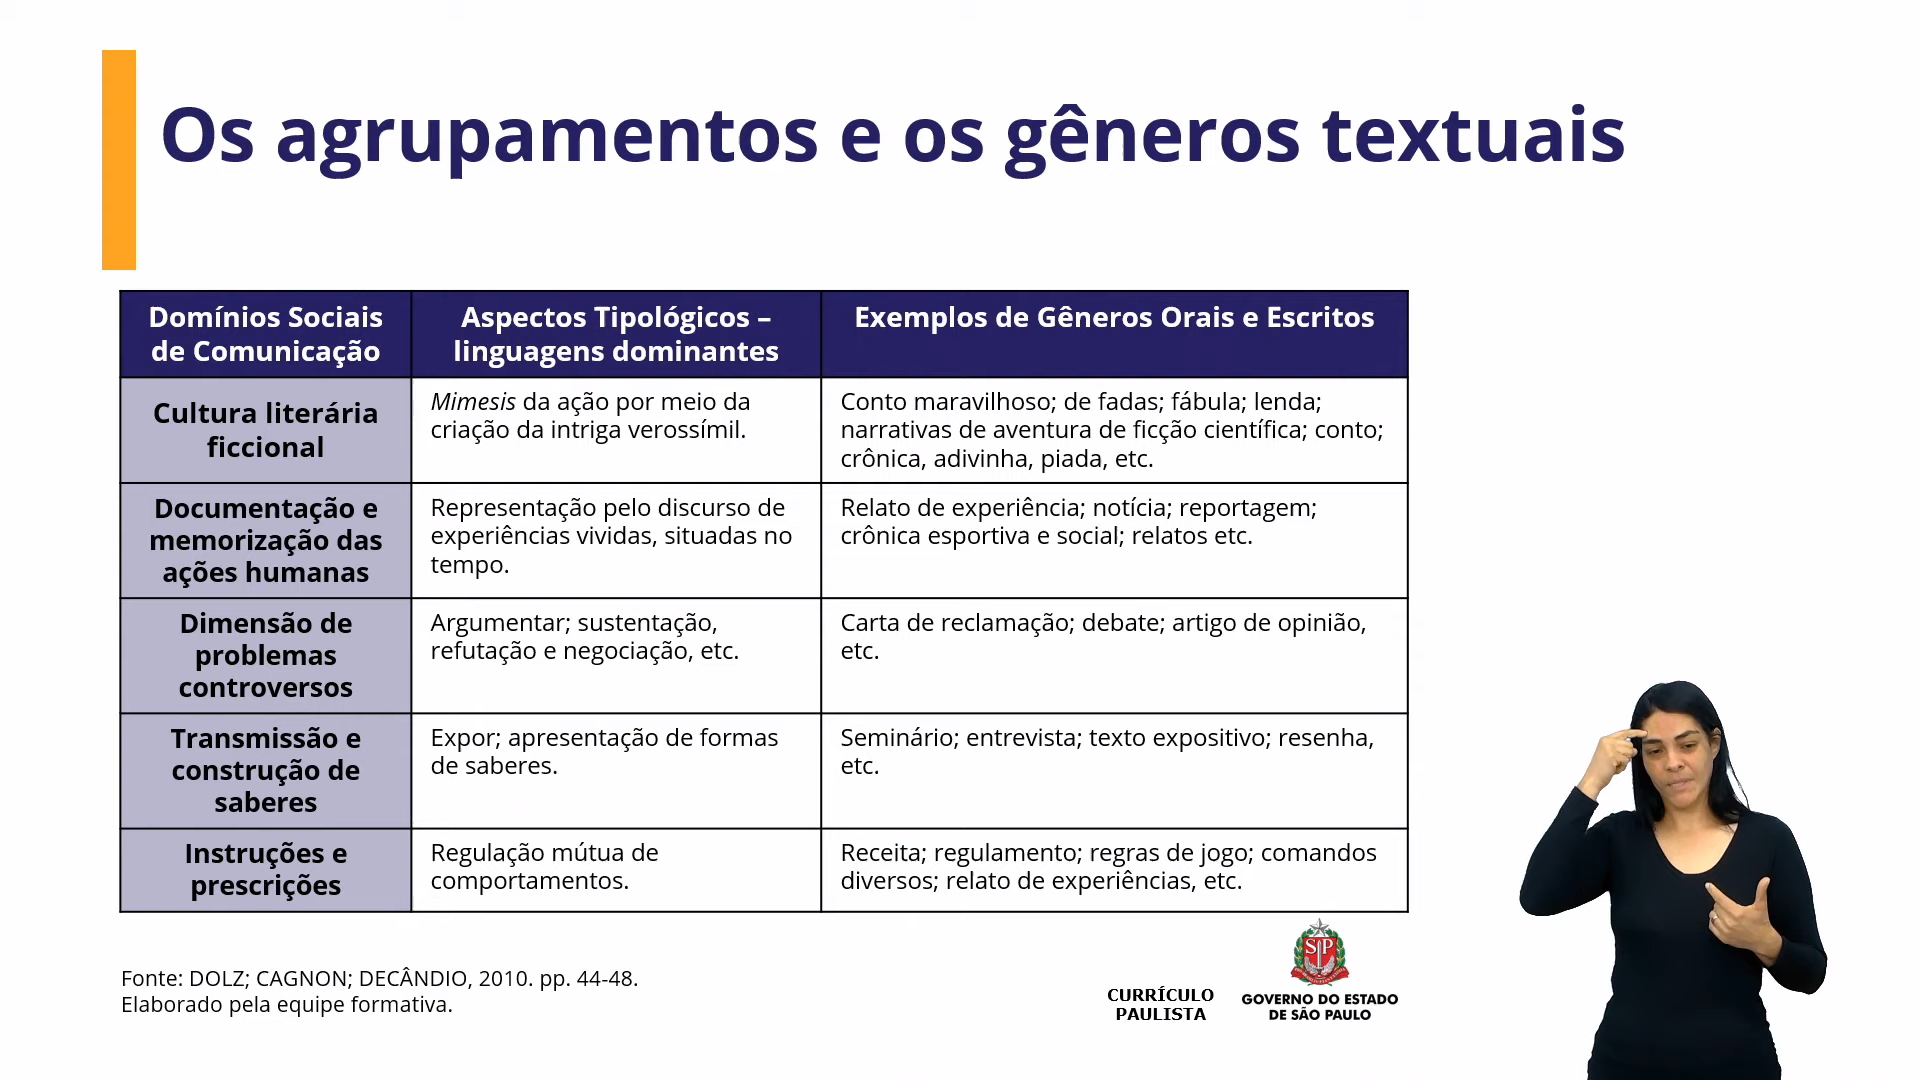 Os agrupamentos e os gêneros textuais
Domínios Sociais
de Comunicação
Aspectos Tipológicos –
linguagens dominantes
Exemplos de Gêneros Orais e Escritos
Cultura literária
ficcional
Mimesis da ação por meio da
criação da intriga verossímil.
Conto maravilhoso; de fadas; fábula; lenda;
narrativas de aventura de ficção científica; conto;
crônica, adivinha, piada, etc.
Documentação e
memorização das
ações humanas
Representação pelo discurso de
experiências vividas, situadas no
tempo.
Relato de experiência; notícia; reportagem;
crônica esportiva e social; relatos etc.
Dimensão de
problemas
controversos
Argumentar; sustentação,
refutação e negociação, etc.
Carta de reclamação; debate; artigo de opinião,
etc.
Transmissão e
construção de
saberes
Expor; apresentação de formas
de saberes.
Seminário; entrevista; texto expositivo; resenha,
etc.
Instruções e
prescrições
Regulação mútua de
comportamentos.
Receita; regulamento; regras de jogo; comandos
diversos; relato de experiências, etc.
Fonte: DOLZ; CAGNON; DECÂNDIO, 2010. pp. 44-48.
Elaborado pela equipe formativa.
CURRÍCULO
PAULISTA
SP
GOVERNO DO ESTADO
DE SÃO PAULO